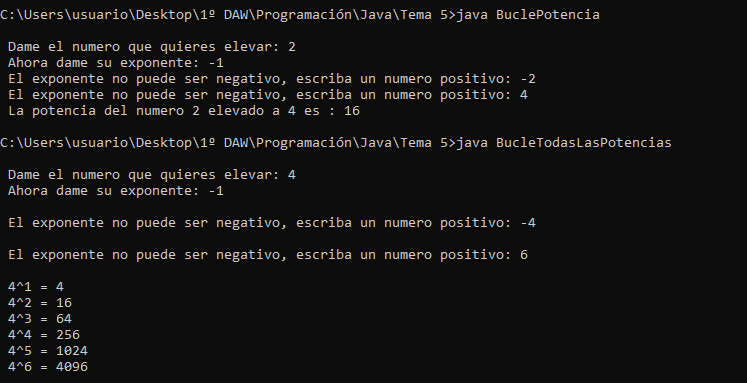 C:\Users\usuario\Desktop\1º DAW\Programación\Java\Tema 5>java BuclePotencia
Dame el numero que quieres elevar: 2
Ahora dame su exponente: -1
El exponente no puede ser negativo, escriba un numero positivo: -2
El exponente no puede ser negativo, escriba un numero positivo: 4
La potencia del numero 2 elevado a 4 es : 16
C:\Users\usuario\Desktop\1º DAW\Programación\Java\Tema 5>java BucleTodasLasPotencias
Dame el numero que quieres elevar: 4
Ahora dame su exponente: -1
El exponente no puede ser negativo, escriba un numero positivo: -4
El exponente no puede ser negativo, escriba un numero positivo: 6
4^1 = 4
4^2 = 16
4^3 = 64
4^4 = 256
4^5 = 1024
4^6 = 4096